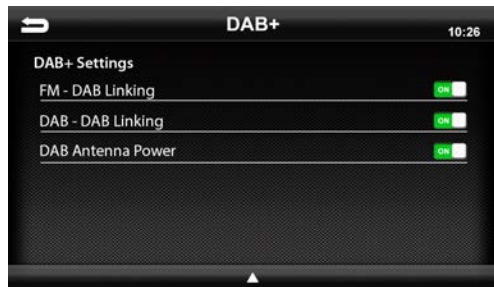 DAB+
10:26
DAB+ Settings
FM - DAB Linking ON
DAB - DAB Linking ON
DAB Antenna Power ON